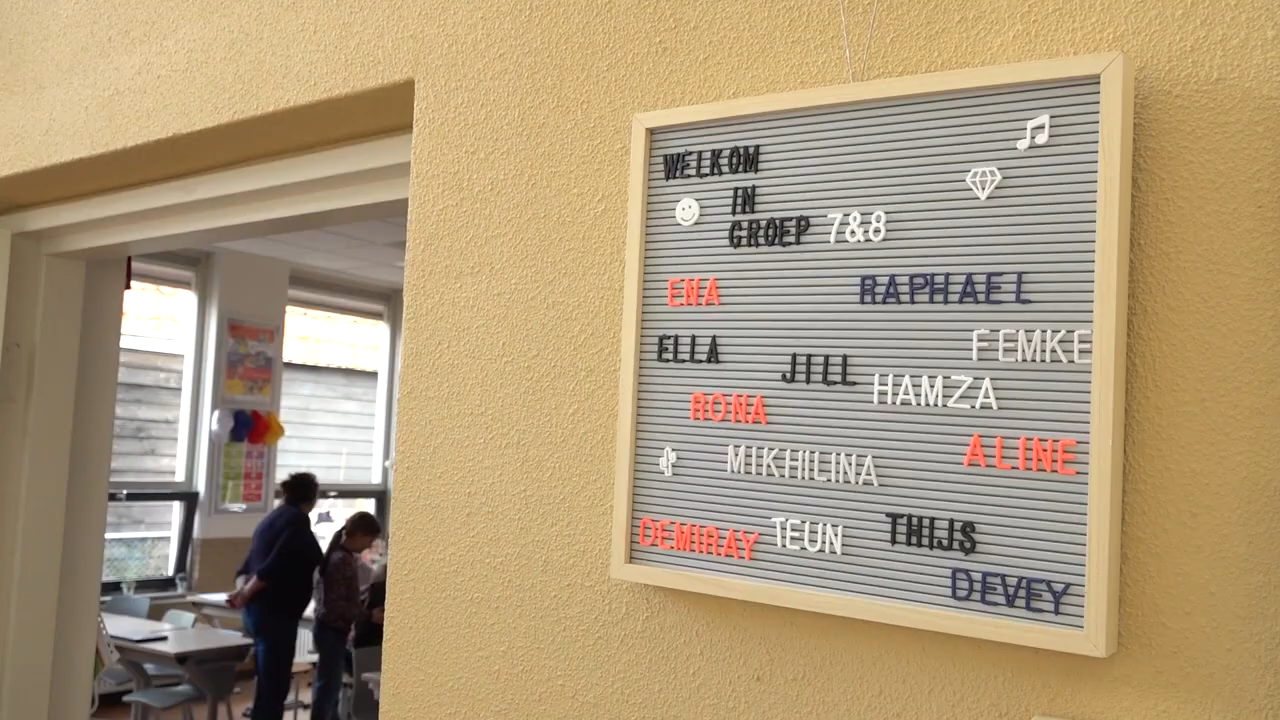 WELKOM
IN
GROEP 7&8
ENA
RAPHAEL
ELLA
JILL
FEMKE
HAMZA
RONA
MIKHILINA
ALINE
DEMIRAY
TEUN
THIJS
DEVEY